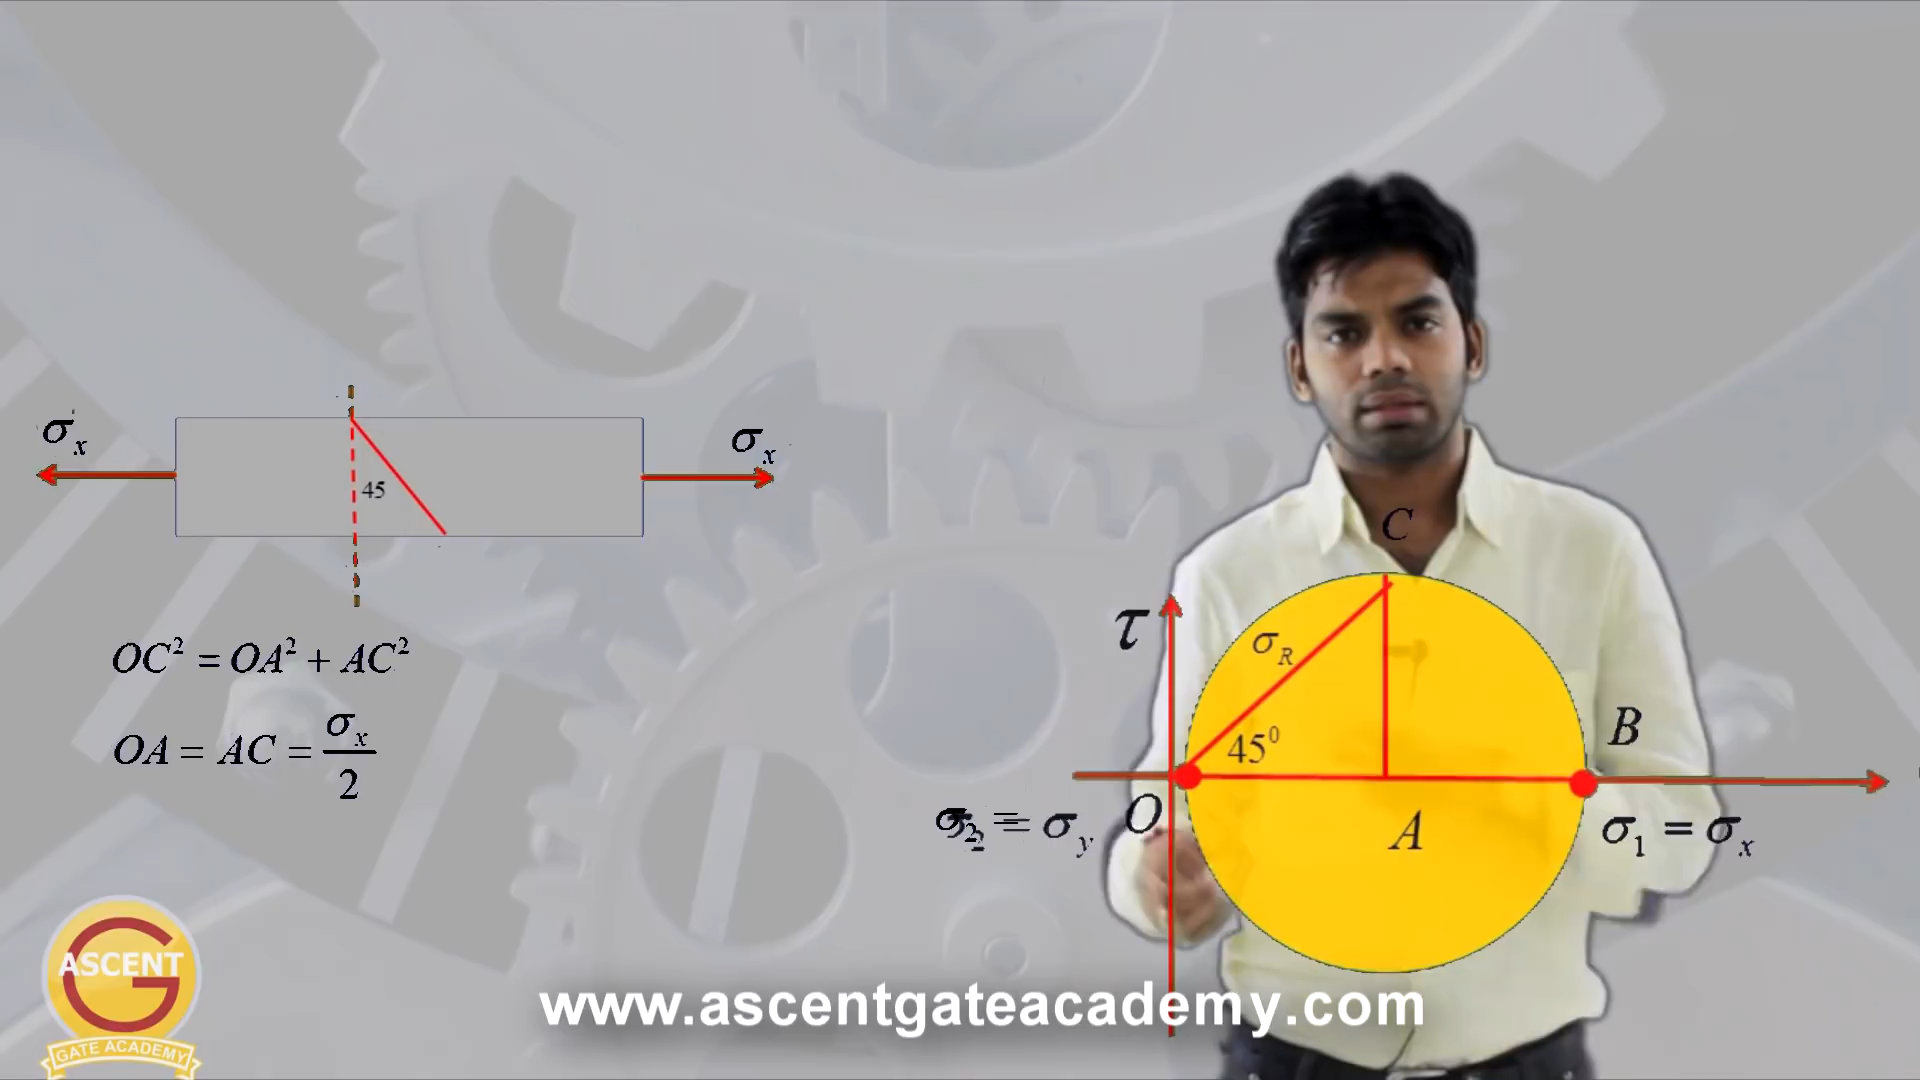 σx
σx
45
OC² = OA² + AC²
OA = AC = σx/2
C
τ
σR
45⁰
B
O
A
σ2 = σy
σ1 = σx
ASCENT
G
GATE ACADEMY
www.ascentgateacademy.com